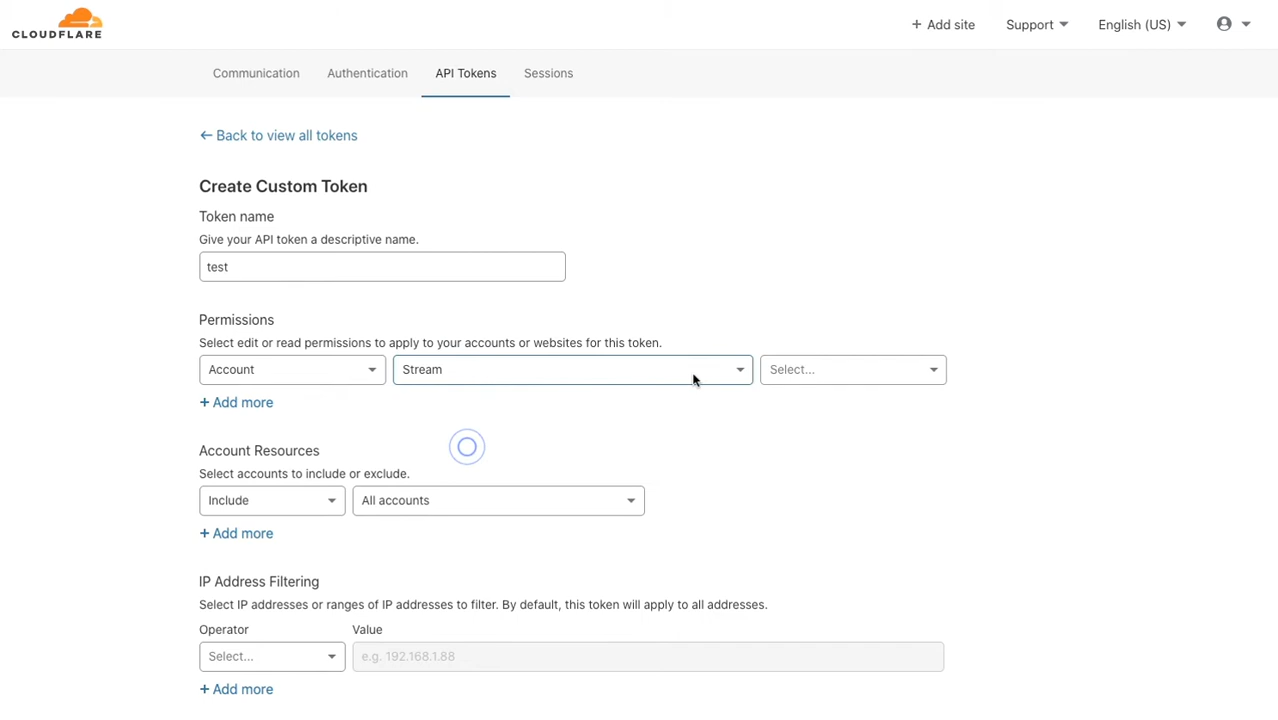 CLOUDFLARE
+ Add site Support English (US)
Communication Authentication API Tokens Sessions
← Back to view all tokens
Create Custom Token
Token name
Give your API token a descriptive name.
test
Permissions
Select edit or read permissions to apply to your accounts or websites for this token.
Account Stream Select...
+ Add more
Account Resources
Select accounts to include or exclude.
Include All accounts
+ Add more
IP Address Filtering
Select IP addresses or ranges of IP addresses to filter. By default, this token will apply to all addresses.
Operator Value
Select... e.g. 192.168.1.88
+ Add more